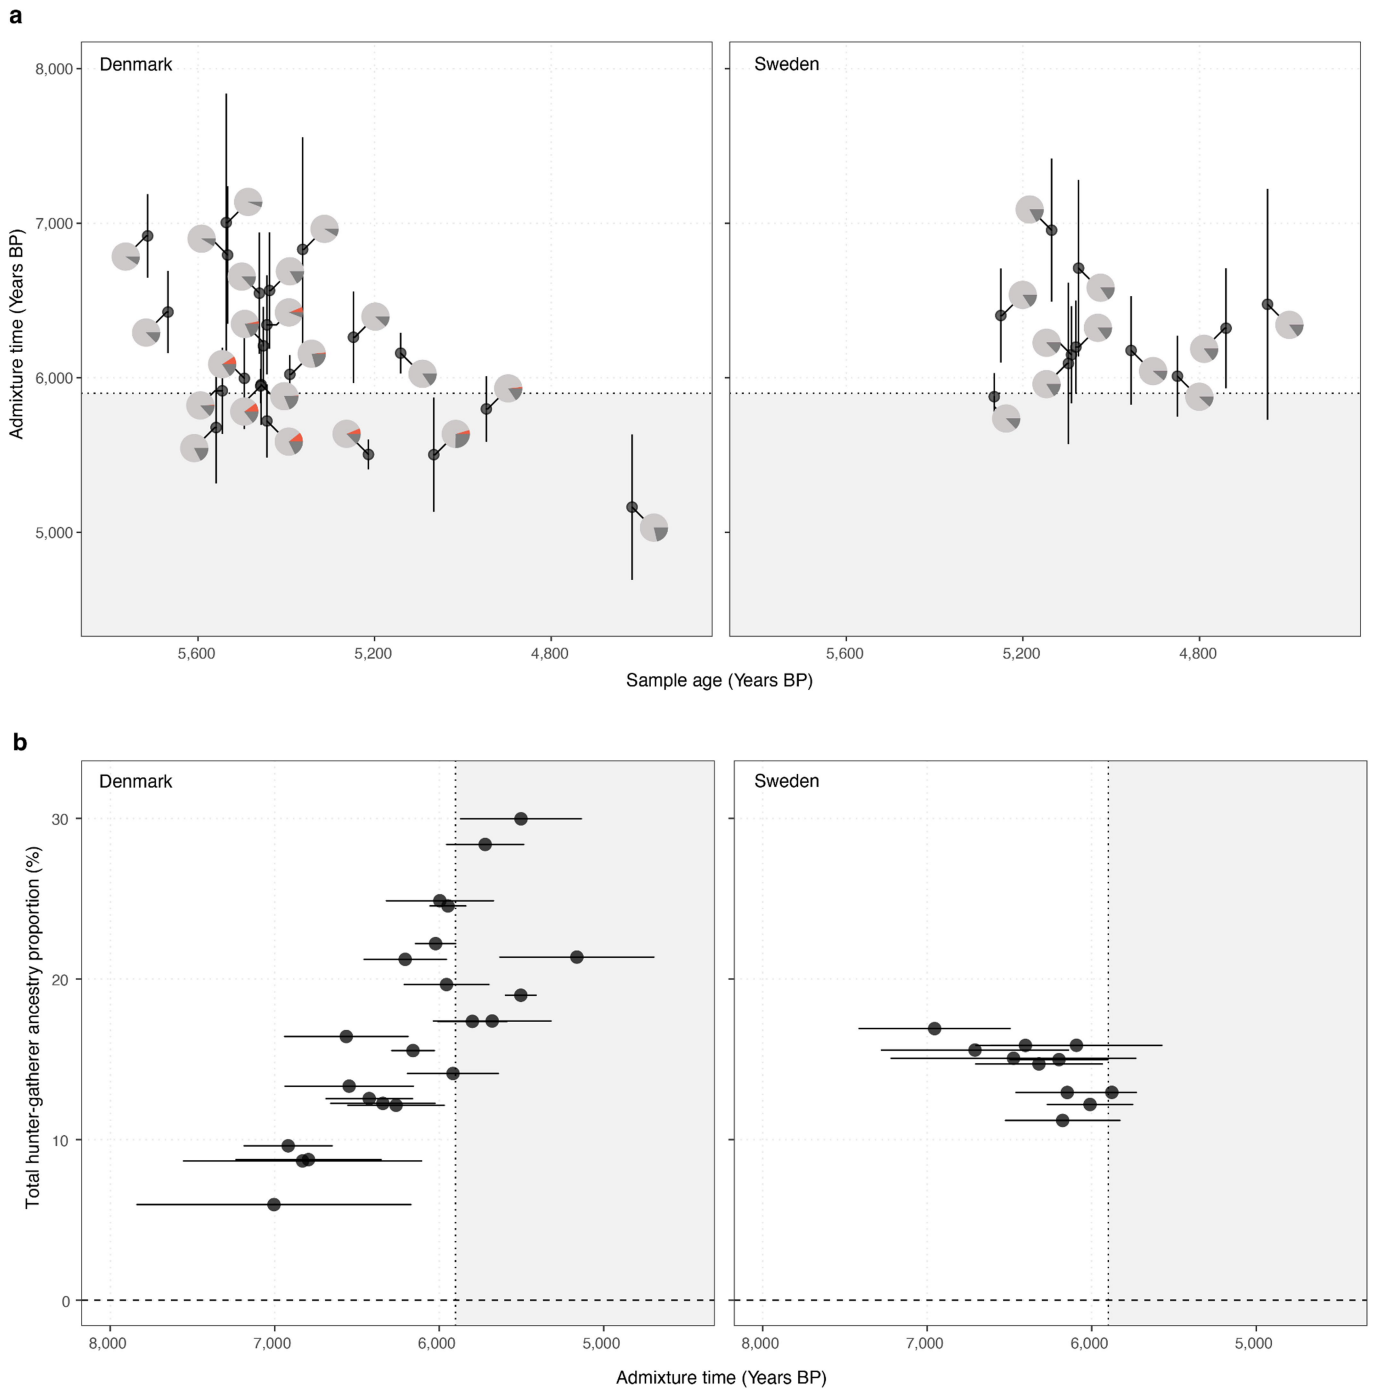 a
Denmark
Sweden
8,000
7,000
6,000
5,000
Admixture time (Years BP)
5,600
5,200
4,800
5,600
5,200
4,800
Sample age (Years BP)
b
Denmark
Sweden
30
20
10
0
Total hunter-gatherer ancestry proportion (%)
8,000
7,000
6,000
5,000
8,000
7,000
6,000
5,000
Admixture time (Years BP)